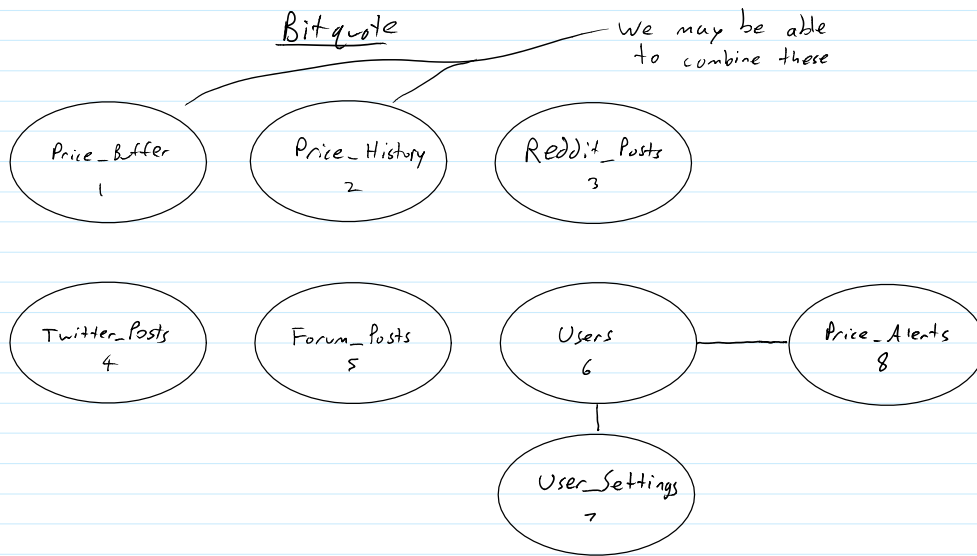 Bitquote
We may be able
to combine these
Price_Buffer
1
Price_History
2
Reddit_Posts
3
Twitter_Posts
4
Forum_Posts
5
Users
6
Price_Alerts
8
User_Settings
7